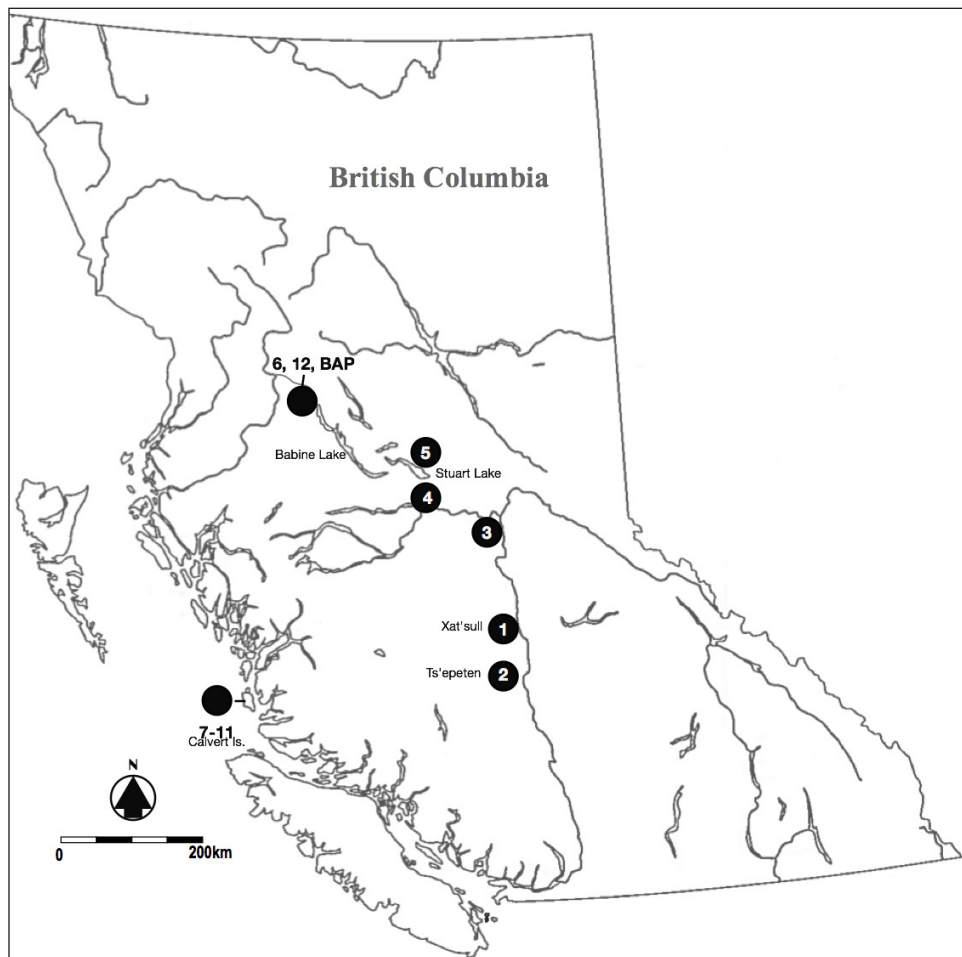 British Columbia
6, 12, BAP
Babine Lake
5
Stuart Lake
4
3
Xat'sull
1
Ts'epeten
2
7-11
Calvert Is.
N
0
200km